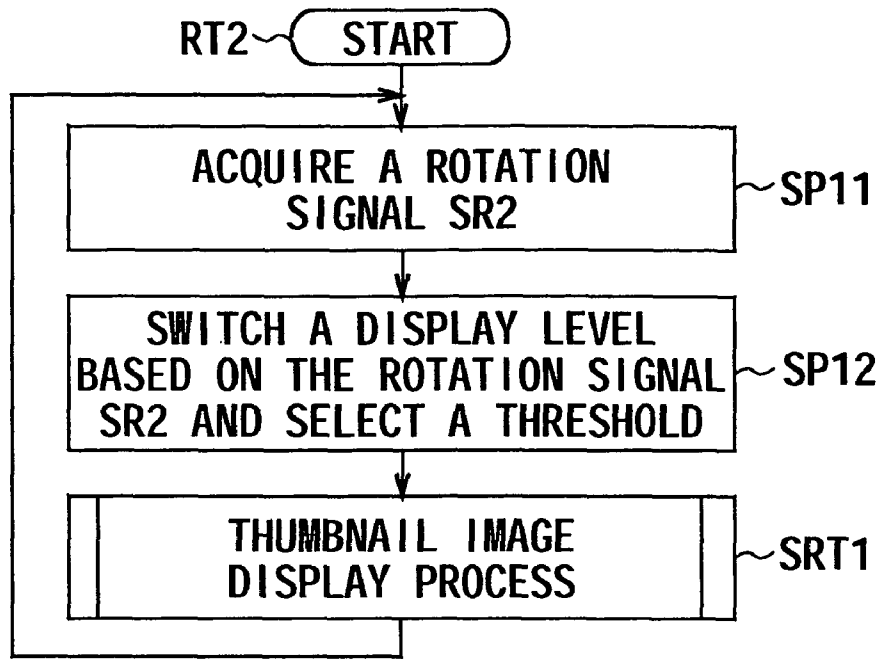 RT2 START
ACQUIRE A ROTATION
SIGNAL SR2
SP11
SWITCH A DISPLAY LEVEL
BASED ON THE ROTATION SIGNAL
SR2 AND SELECT A THRESHOLD
SP12
THUMBNAIL IMAGE
DISPLAY PROCESS
SRT1